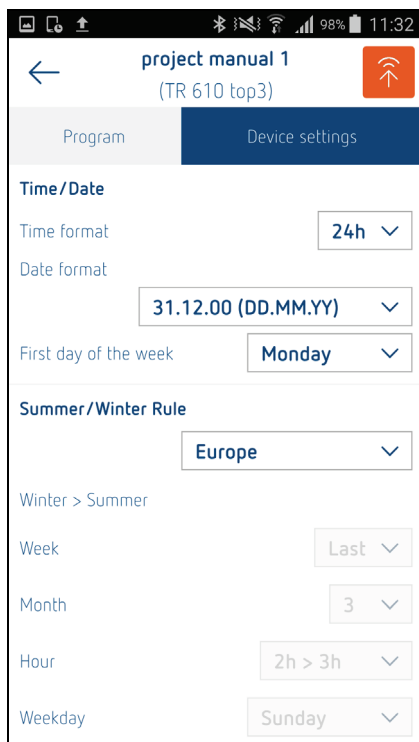 98% 11:32
project manual 1
(TR 610 top3)
Program Device settings
Time/Date
Time format 24h
Date format
31.12.00 (DD.MM.YY)
First day of the week Monday
Summer/Winter Rule
Europe
Winter > Summer
Week Last
Month 3
Hour 2h > 3h
Weekday Sunday